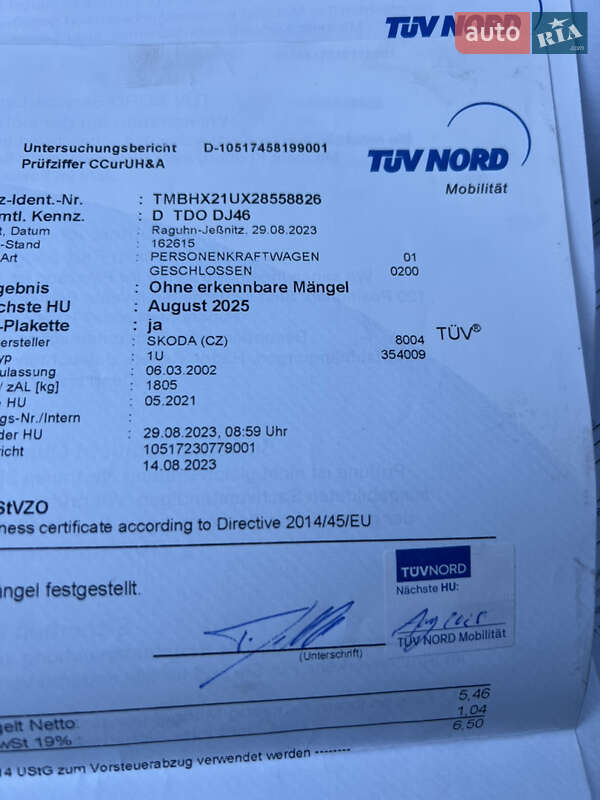 TÜV NORD
auto RIA .com
Untersuchungsbericht D-10517458199001
Prüfziffer CCurUH&A
TÜV NORD
Mobilität
z-Ident.-Nr. : TMBHX21UX28558826
mtl. Kennz. : D TDO DJ46
t, Datum : Raguhn-Jeßnitz, 29.08.2023
-Stand : 162615
Art : PERSONENKRAFTWAGEN 01
GESCHLOSSEN 0200
gebnis : Ohne erkennbare Mängel
chste HU : August 2025
-Plakette : ja
ersteller : SKODA (CZ) 8004 TÜV®
yp : 1U 354009
ulassung : 06.03.2002
/ zAL [kg] : 1805
e HU : 05.2021
gs-Nr./Intern :
der HU : 29.08.2023, 08:59 Uhr
richt : 10517230779001
14.08.2023
StVZO
ness certificate according to Directive 2014/45/EU
ängel festgestellt.
TÜVNORD
Nächste HU:
TÜV NORD Mobilität
(Unterschrift)
5,46
gelt Netto: 1,04
wSt 19% : 6,50
14 UStG zum Vorsteuerabzug verwendet werden --------